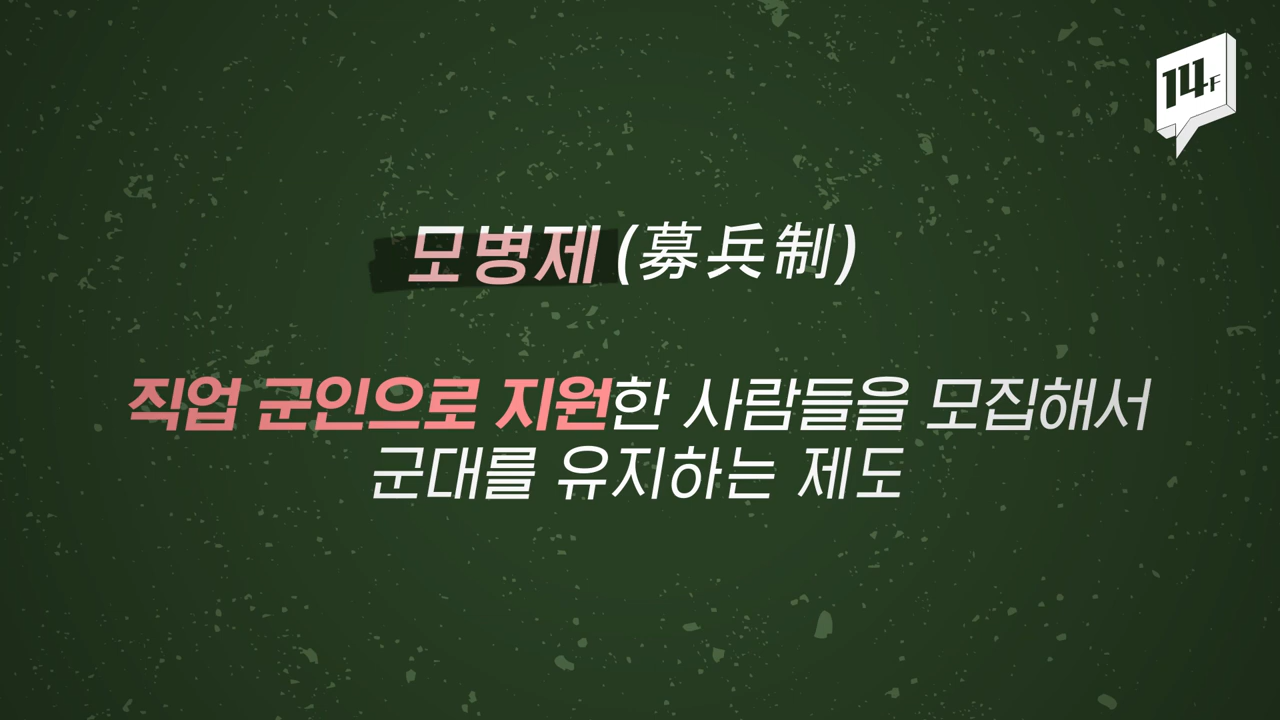 14F
모병제 (募兵制)
직업 군인으로 지원한 사람들을 모집해서
군대를 유지하는 제도